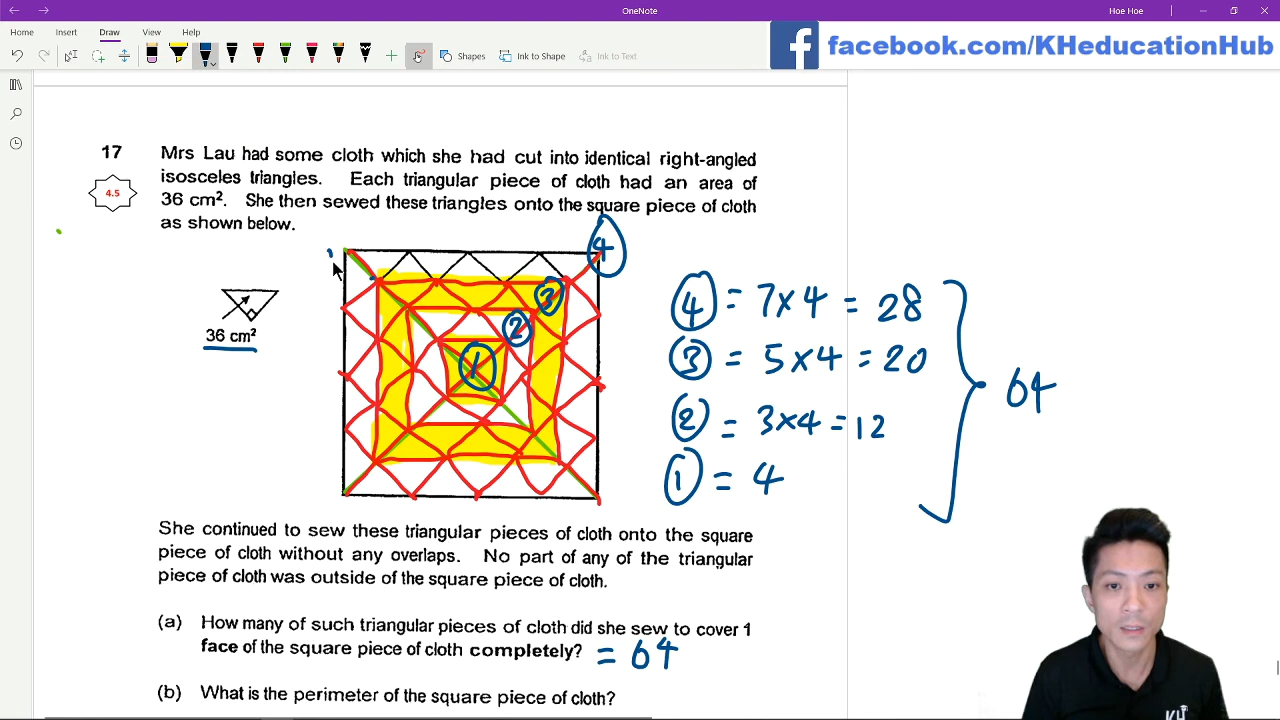 OneNote
Hoe Hoe
Home Insert Draw View Help
Shapes Ink to Shape Ink to Text
facebook.com/KHeducationHub
17 Mrs Lau had some cloth which she had cut into identical right-angled
4.5 isosceles triangles. Each triangular piece of cloth had an area of
36 cm². She then sewed these triangles onto the square piece of cloth
as shown below.
36 cm²
4
3
2
1
④ = 7×4 = 28
③ = 5×4 = 20
② = 3×4 = 12
① = 4
64
She continued to sew these triangular pieces of cloth onto the square
piece of cloth without any overlaps. No part of any of the triangular
piece of cloth was outside of the square piece of cloth.
(a) How many of such triangular pieces of cloth did she sew to cover 1
face of the square piece of cloth completely? = 64
(b) What is the perimeter of the square piece of cloth?
KH